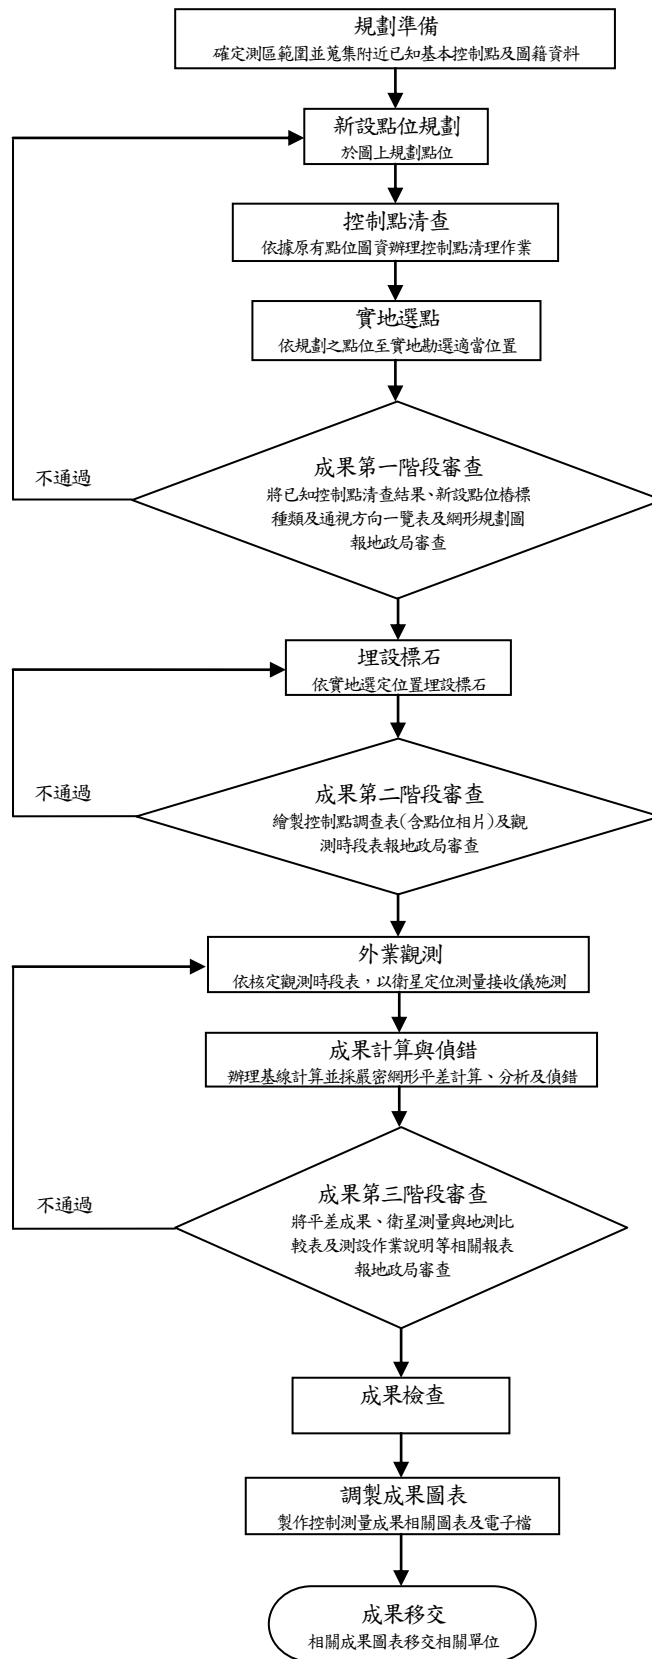 規劃準備
確定測區範圍並蒐集附近已知基本控制點及圖籍資料
新設點位規劃
於圖上規劃點位
控制點清查
依據原有點位圖資辦理控制點清理作業
實地選點
依規劃之點位至實地勘選適當位置
不通過
成果第一階段審查
將已知控制點清查結果、新設點位樁標
種類及通視方向一覽表及網形規劃圖
報地政局審查
埋設標石
依實地選定位置埋設標石
不通過
成果第二階段審查
繪製控制點調查表(含點位相片)及觀
測時段表報地政局審查
外業觀測
依核定觀測時段表，以衛星定位測量接收儀施測
成果計算與偵錯
辦理基線計算並採嚴密網形平差計算、分析及偵錯
不通過
成果第三階段審查
將平差成果、衛星測量與地測比
較表及測設作業說明等相關報表
報地政局審查
成果檢查
調製成果圖表
製作控制測量成果相關圖表及電子檔
成果移交
相關成果圖表移交相關單位